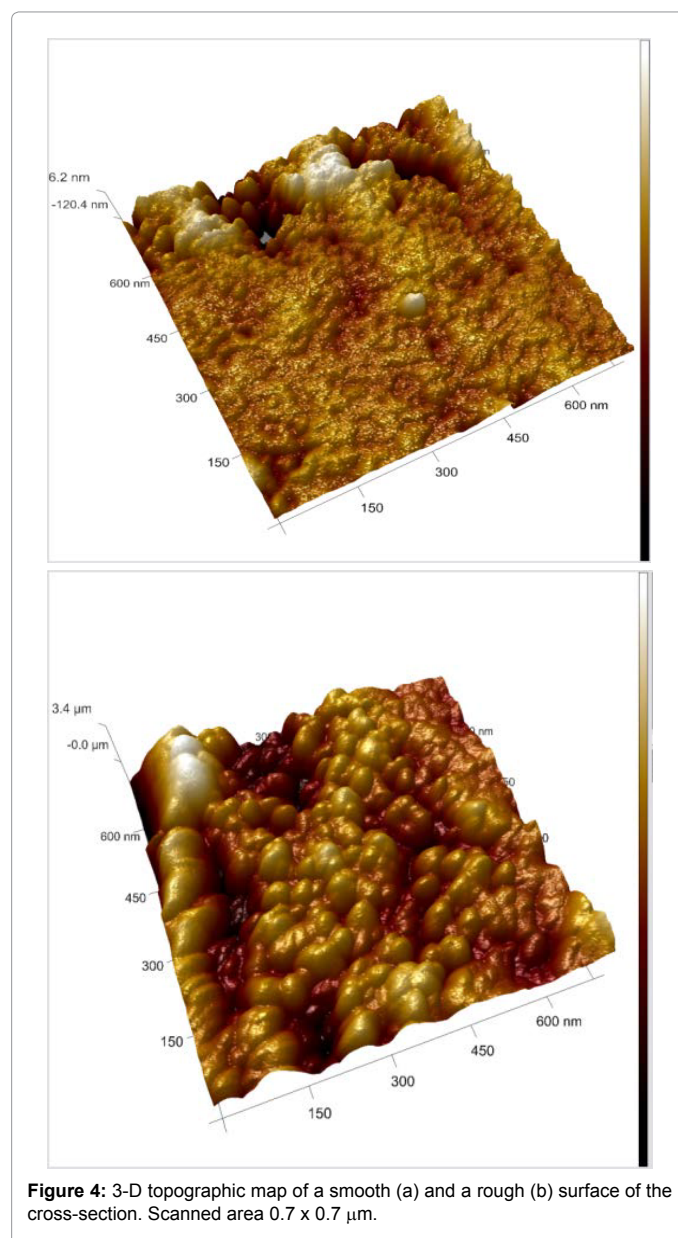 6.2 nm
-120.4 nm
600 nm
450
300
150
150
300
450
600 nm
3.4 µm
-0.0 µm
600 nm
450
300
150
150
300
450
600 nm
Figure 4: 3-D topographic map of a smooth (a) and a rough (b) surface of the
cross-section. Scanned area 0.7 x 0.7 μm.